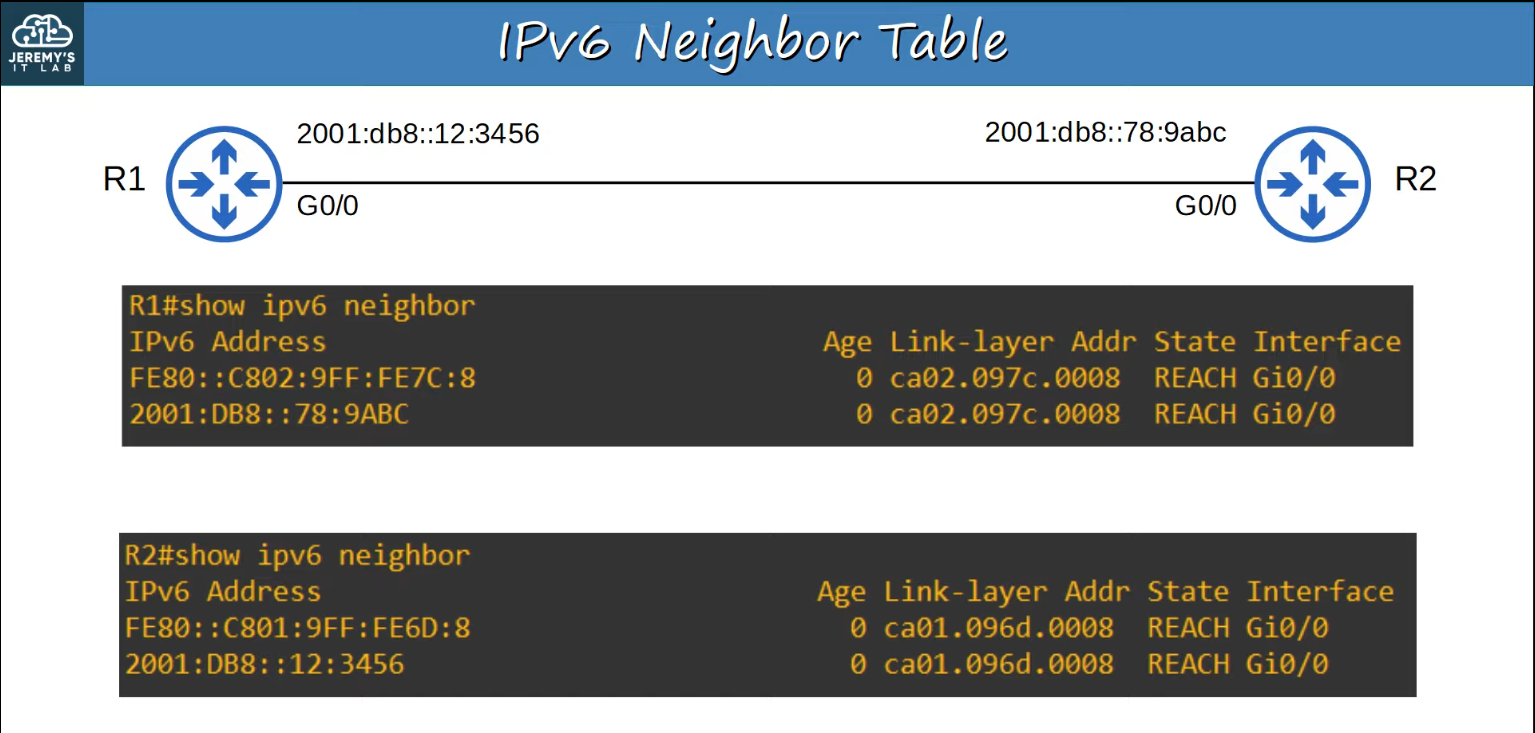 JEREMY'S
IT LAB
IPv6 Neighbor Table
2001:db8::12:3456
2001:db8::78:9abc
R1
R2
G0/0
G0/0
R1#show ipv6 neighbor
IPv6 Address Age Link-layer Addr State Interface
FE80::C802:9FF:FE7C:8 0 ca02.097c.0008 REACH Gi0/0
2001:DB8::78:9ABC 0 ca02.097c.0008 REACH Gi0/0
R2#show ipv6 neighbor
IPv6 Address Age Link-layer Addr State Interface
FE80::C801:9FF:FE6D:8 0 ca01.096d.0008 REACH Gi0/0
2001:DB8::12:3456 0 ca01.096d.0008 REACH Gi0/0